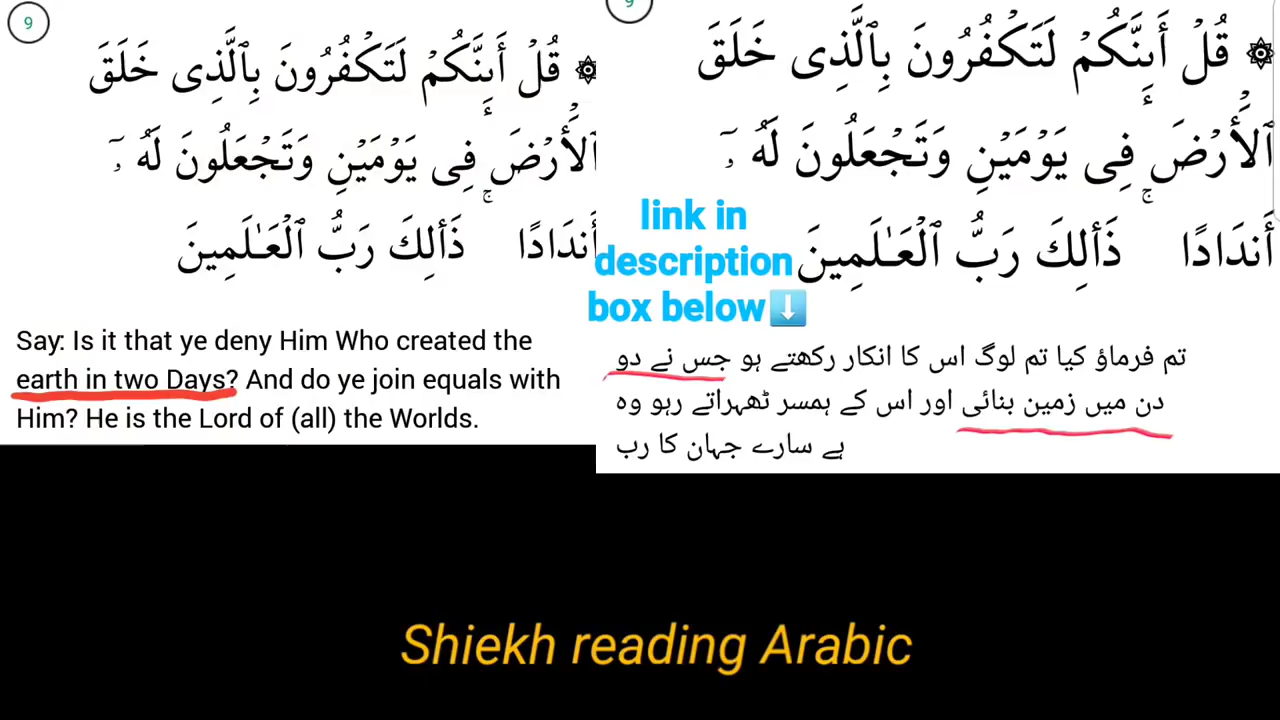 9
۞ قُلْ أَئِنَّكُمْ لَتَكْفُرُونَ بِٱلَّذِى خَلَقَ
ٱلْأَرْضَ فِى يَوْمَيْنِ وَتَجْعَلُونَ لَهُۥٓ
أَندَادًا ۚ ذَٰلِكَ رَبُّ ٱلْعَـٰلَمِينَ
Say: Is it that ye deny Him Who created the
earth in two Days? And do ye join equals with
Him? He is the Lord of (all) the Worlds.
9
۞ قُلْ أَئِنَّكُمْ لَتَكْفُرُونَ بِٱلَّذِى خَلَقَ
ٱلْأَرْضَ فِى يَوْمَيْنِ وَتَجْعَلُونَ لَهُۥٓ
أَندَادًا ۚ ذَٰلِكَ رَبُّ ٱلْعَـٰلَمِينَ
link in
description
box below⬇️
تم فرماؤ کیا تم لوگ اس کا انکار رکھتے ہو جس نے دو
دن میں زمین بنائی اور اس کے ہمسر ٹھہراتے رہو وہ
ہے سارے جہان کا رب
Shiekh reading Arabic